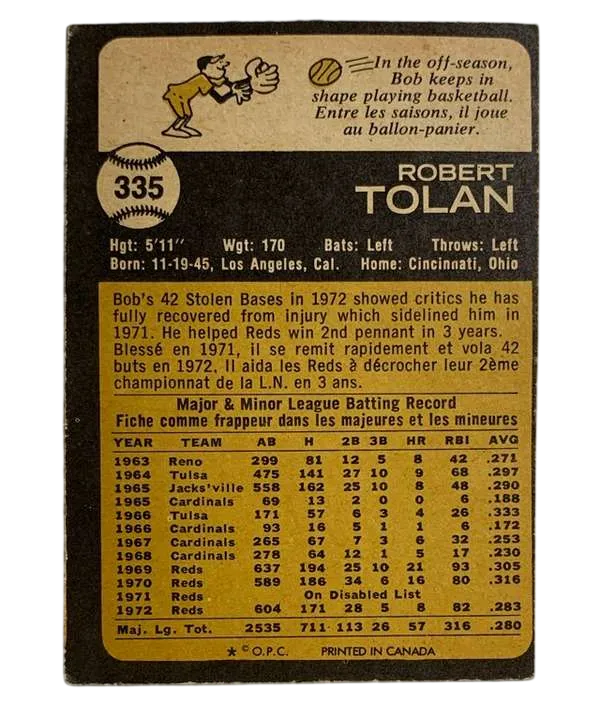 In the off-season,
Bob keeps in
shape playing basketball.
Entre les saisons, il joue
au ballon-panier.
335
ROBERT
TOLAN
Hgt: 5'11" Wgt: 170 Bats: Left Throws: Left
Born: 11-19-45, Los Angeles, Cal. Home: Cincinnati, Ohio
Bob's 42 Stolen Bases in 1972 showed critics he has
fully recovered from injury which sidelined him in
1971. He helped Reds win 2nd pennant in 3 years.
Blessé en 1971, il se remit rapidement et vola 42
buts en 1972. Il aida les Reds à décrocher leur 2ème
championnat de la L.N. en 3 ans.
Major & Minor League Batting Record
Fiche comme frappeur dans les majeures et les mineures
YEAR TEAM AB H 2B 3B HR RBI AVG
1963 Reno 299 81 12 5 8 42 .271
1964 Tulsa 475 141 27 10 9 68 .297
1965 Jacks'ville 558 162 25 10 8 48 .290
1965 Cardinals 69 13 2 0 0 6 .188
1966 Tulsa 171 57 6 3 4 26 .333
1966 Cardinals 93 16 5 1 1 6 .172
1967 Cardinals 265 67 7 3 6 32 .253
1968 Cardinals 278 64 12 1 5 17 .230
1969 Reds 637 194 25 10 21 93 .305
1970 Reds 589 186 34 6 16 80 .316
1971 Reds On Disabled List
1972 Reds 604 171 28 5 8 82 .283
Maj. Lg. Tot. 2535 711 113 26 57 316 .280
★ © O.P.C. PRINTED IN CANADA